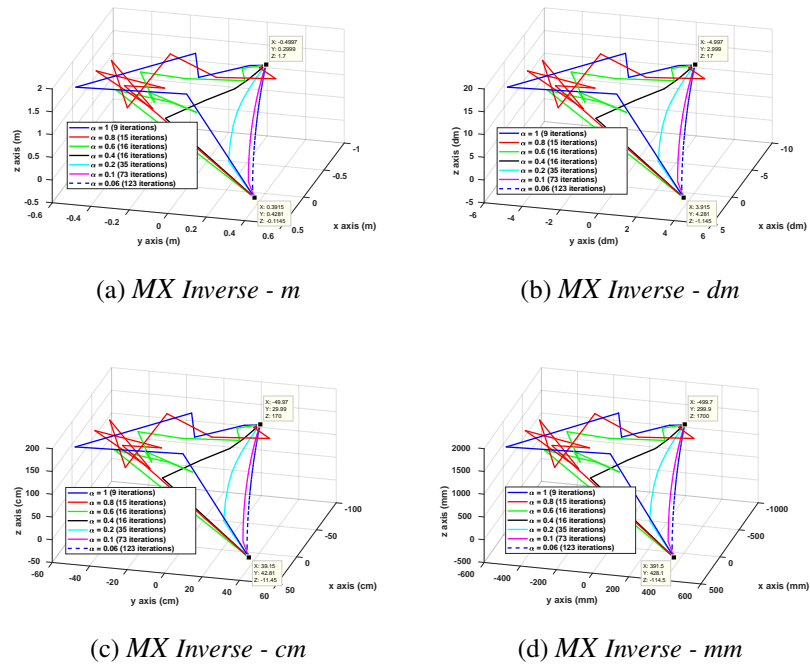 X: -0.4997
Y: 0.2999
Z: 1.7
2
1.5
1
0.5
0
-0.5
z axis (m)
α = 1 (9 iterations)
α = 0.8 (15 iterations)
α = 0.6 (16 iterations)
α = 0.4 (16 iterations)
α = 0.2 (35 iterations)
α = 0.1 (73 iterations)
α = 0.06 (123 iterations)
-1
-0.5
0
0.5
x axis (m)
X: 0.3915
Y: 0.4281
Z: -0.1145
-0.6
-0.4
-0.2
0
0.2
0.4
0.6
y axis (m)
(a) MX Inverse - m
X: -4.997
Y: 2.999
Z: 17
20
15
10
5
0
-5
z axis (dm)
α = 1 (9 iterations)
α = 0.8 (15 iterations)
α = 0.6 (16 iterations)
α = 0.4 (16 iterations)
α = 0.2 (35 iterations)
α = 0.1 (73 iterations)
α = 0.06 (123 iterations)
-10
-5
0
5
x axis (dm)
X: 3.915
Y: 4.281
Z: -1.145
-6
-4
-2
0
2
4
6
y axis (dm)
(b) MX Inverse - dm
X: -49.97
Y: 29.99
Z: 170
200
150
100
50
0
-50
z axis (cm)
α = 1 (9 iterations)
α = 0.8 (15 iterations)
α = 0.6 (16 iterations)
α = 0.4 (16 iterations)
α = 0.2 (35 iterations)
α = 0.1 (73 iterations)
α = 0.06 (123 iterations)
-100
-50
0
50
x axis (cm)
X: 39.15
Y: 42.81
Z: -11.45
-60
-40
-20
0
20
40
60
y axis (cm)
(c) MX Inverse - cm
X: -499.7
Y: 299.9
Z: 1700
2000
1500
1000
500
0
-500
z axis (mm)
α = 1 (9 iterations)
α = 0.8 (15 iterations)
α = 0.6 (16 iterations)
α = 0.4 (16 iterations)
α = 0.2 (35 iterations)
α = 0.1 (73 iterations)
α = 0.06 (123 iterations)
-1000
-500
0
500
x axis (mm)
X: 391.5
Y: 428.1
Z: -114.5
-600
-400
-200
0
200
400
600
y axis (mm)
(d) MX Inverse - mm